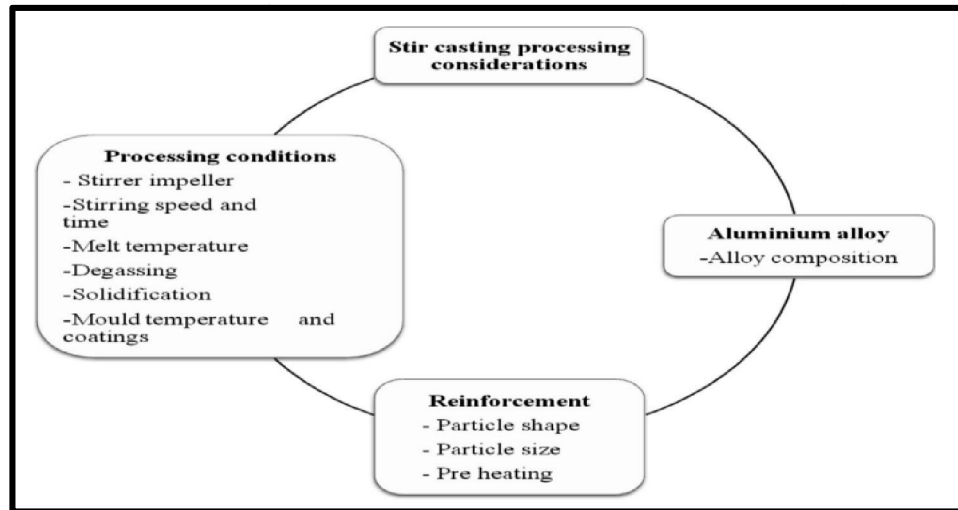 Stir casting processing
considerations
Processing conditions
- Stirrer impeller
-Stirring speed and
time
-Melt temperature
-Degassing
-Solidification
-Mould temperature and
coatings
Aluminium alloy
-Alloy composition
Reinforcement
- Particle shape
- Particle size
- Pre heating